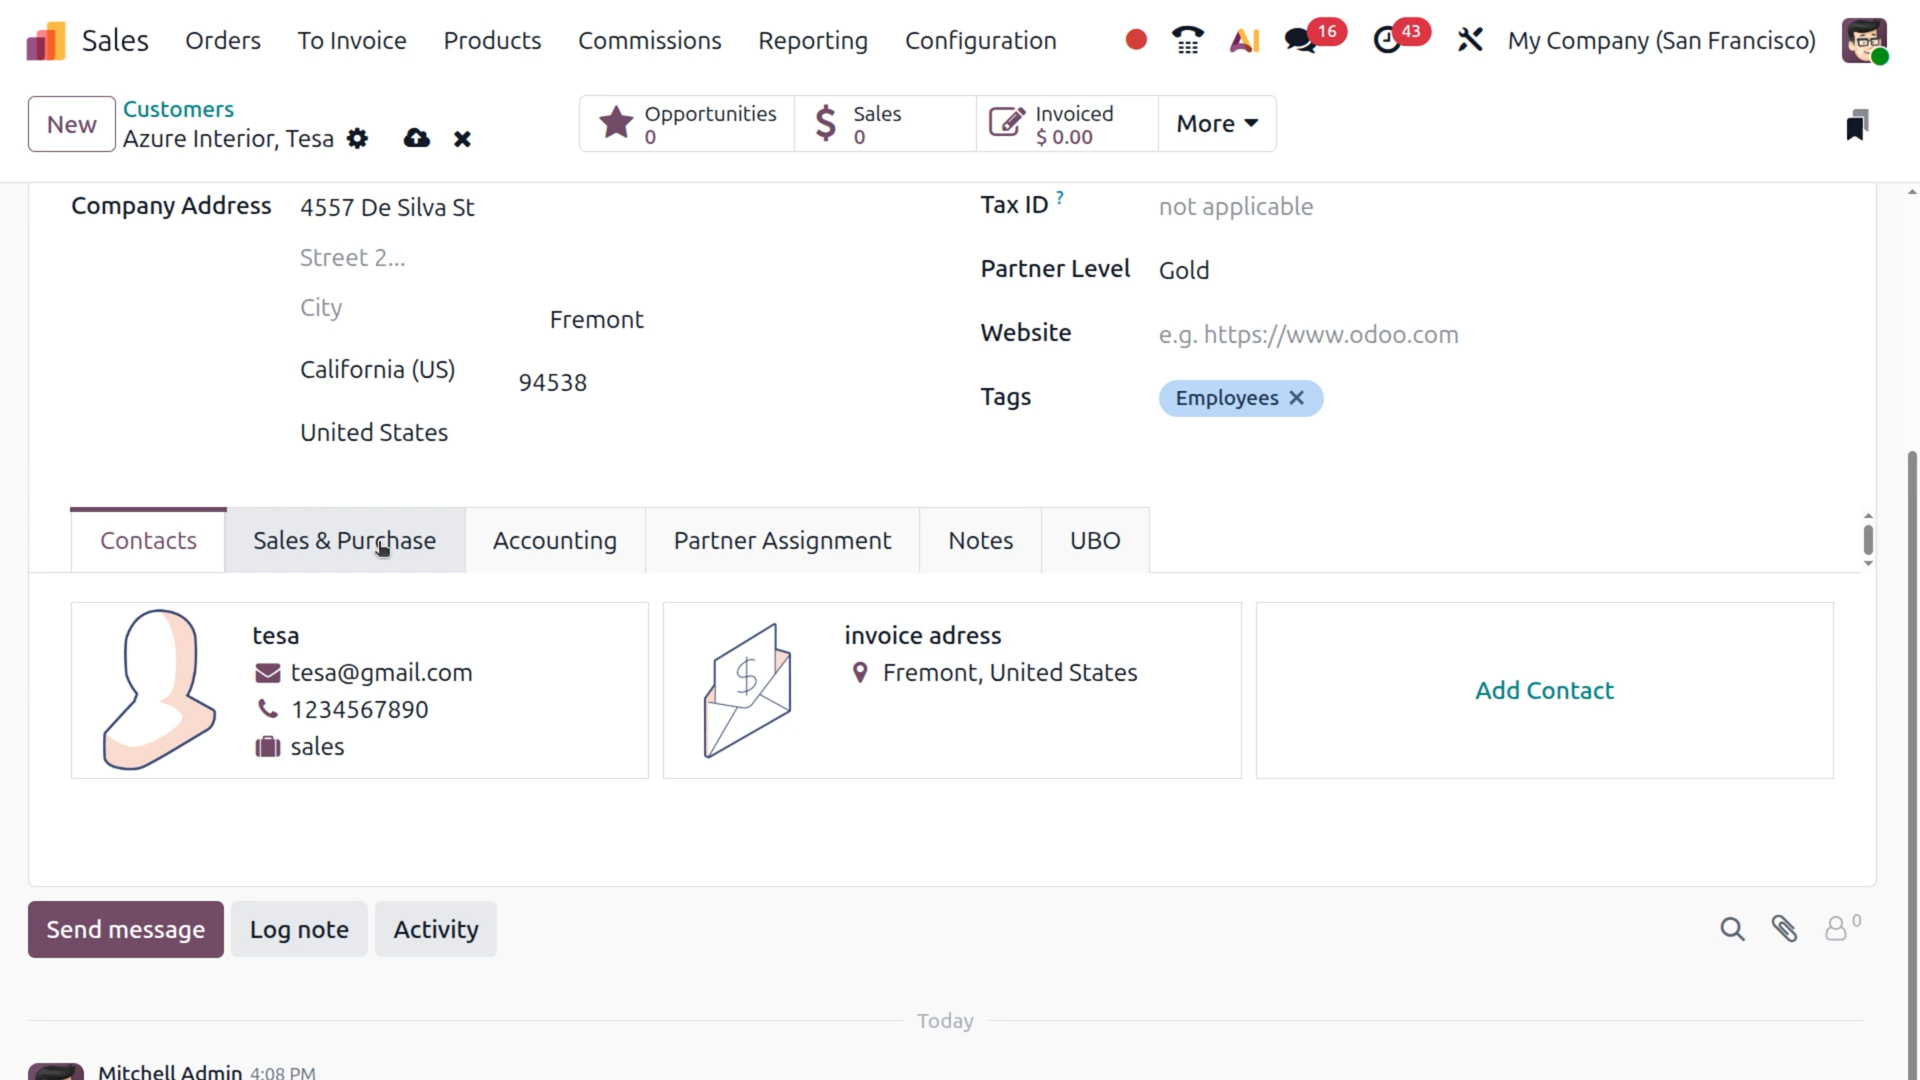 Sales Orders To Invoice Products Commissions Reporting Configuration AI 16 43 My Company (San Francisco)
New Customers Azure Interior, Tesa
Opportunities 0 Sales 0 Invoiced $ 0.00 More
Company Address 4557 De Silva St
Street 2...
City Fremont
California (US) 94538
United States
Tax ID ? not applicable
Partner Level Gold
Website e.g. https://www.odoo.com
Tags Employees
Contacts Sales & Purchase Accounting Partner Assignment Notes UBO
tesa
tesa@gmail.com
1234567890
sales
$
invoice adress
Fremont, United States
Add Contact
Send message Log note Activity 0
Today
Mitchell Admin 4:08 PM